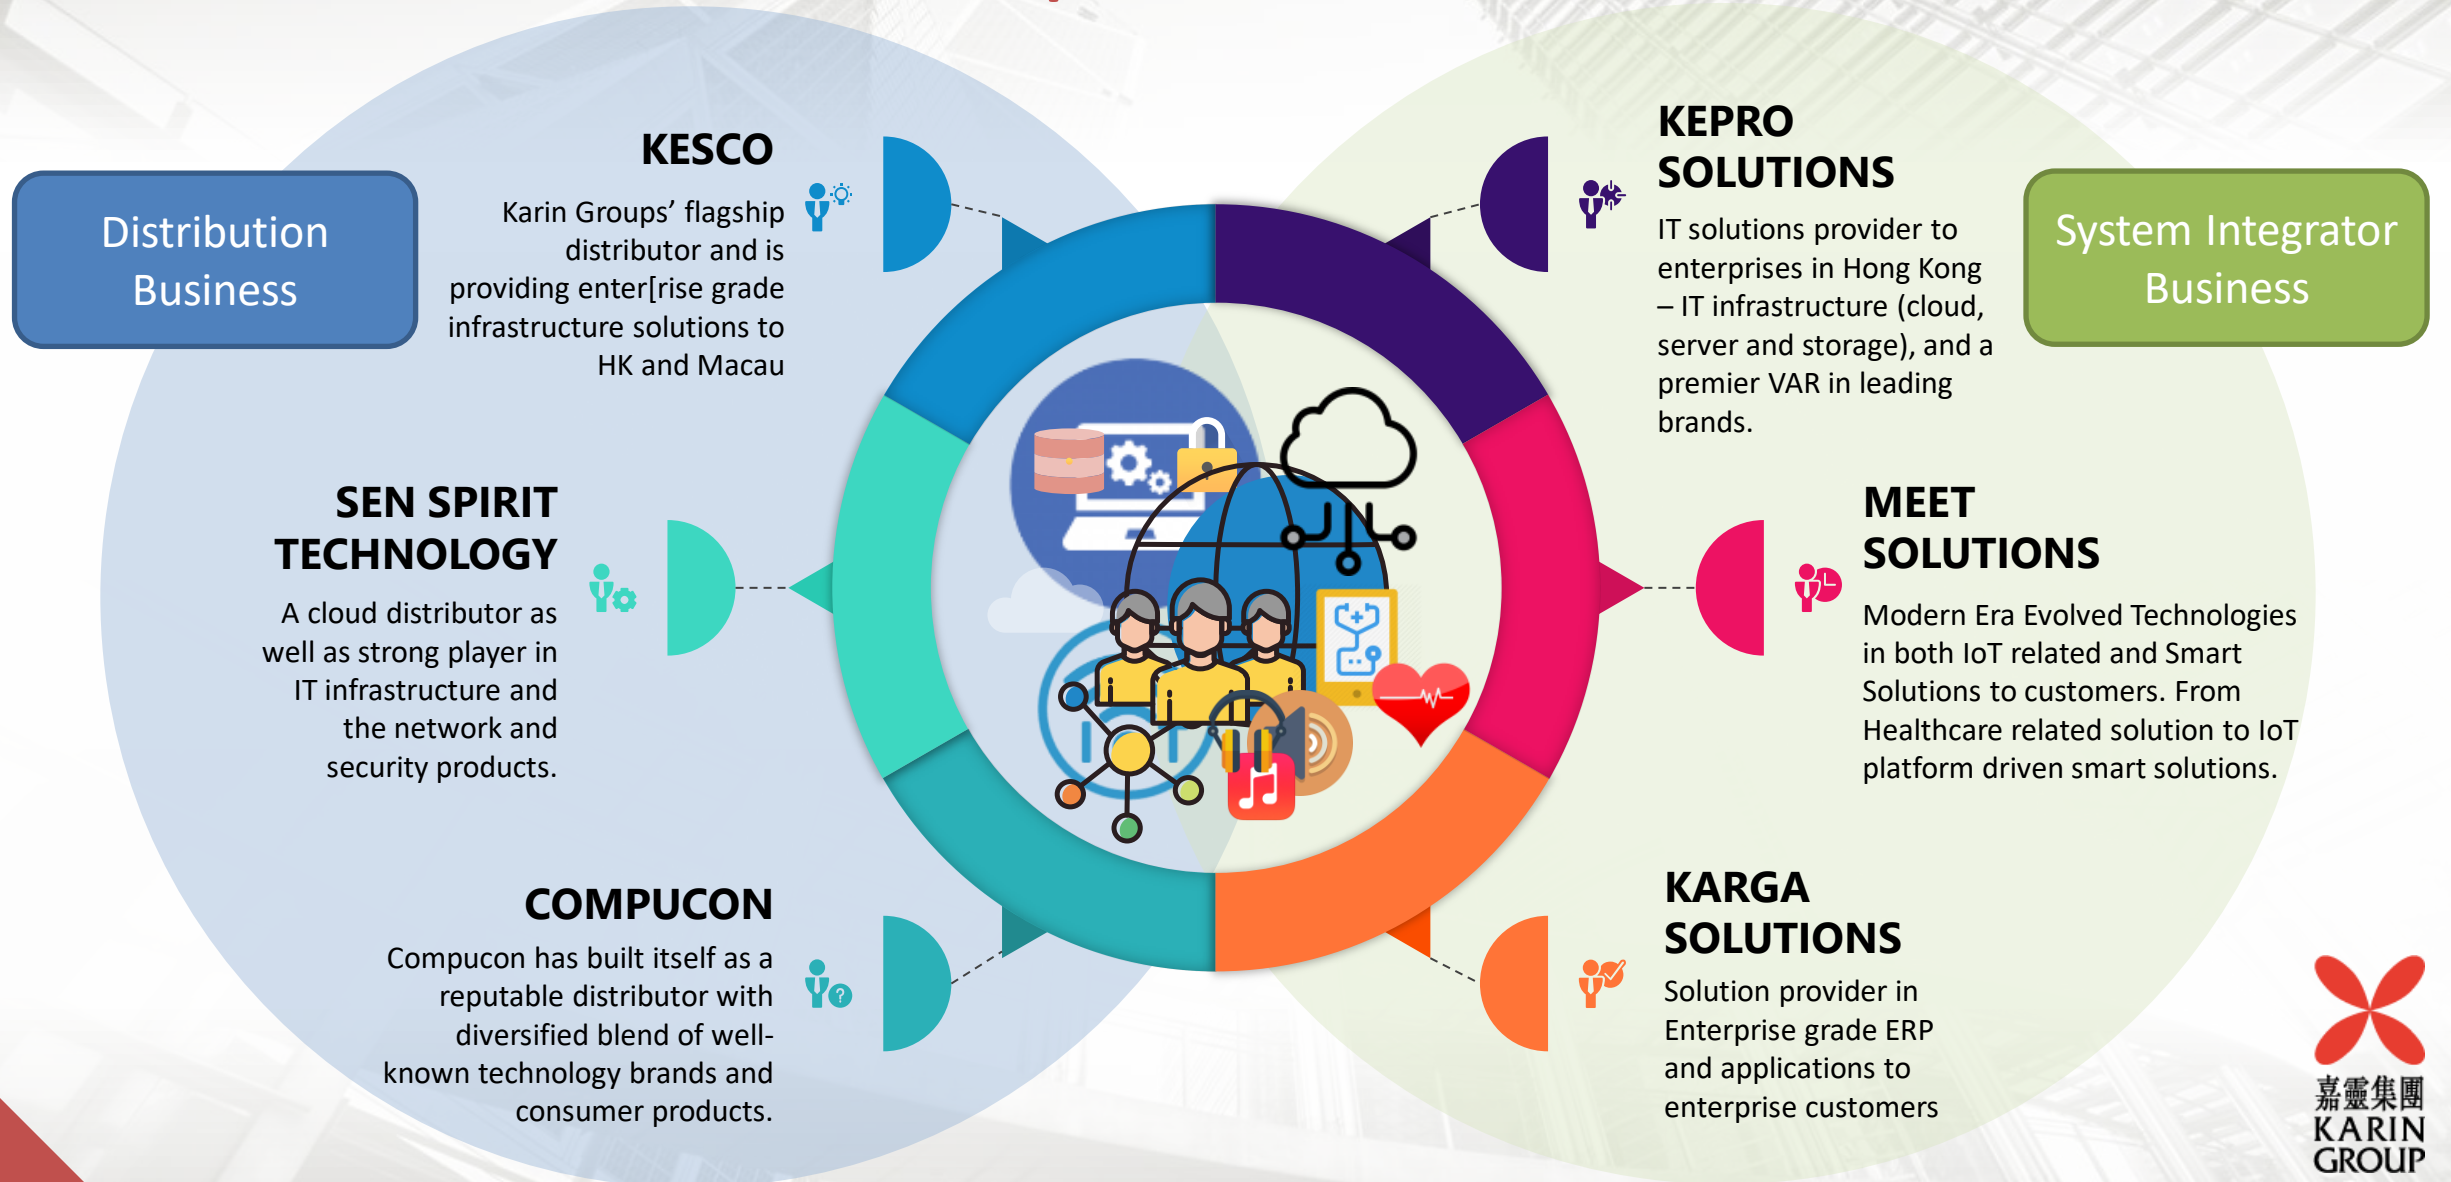 Distribution
Business
KESCO
Karin Groups’ flagship
distributor and is
providing enter[rise grade
infrastructure solutions to
HK and Macau
SEN SPIRIT
TECHNOLOGY
A cloud distributor as
well as strong player in
IT infrastructure and
the network and
security products.
COMPUCON
Compucon has built itself as a
reputable distributor with
diversified blend of well-
known technology brands and
consumer products.
IOT
KEPRO
SOLUTIONS
IT solutions provider to
enterprises in Hong Kong
– IT infrastructure (cloud,
server and storage), and a
premier VAR in leading
brands.
System Integrator
Business
MEET
SOLUTIONS
Modern Era Evolved Technologies
in both IoT related and Smart
Solutions to customers. From
Healthcare related solution to IoT
platform driven smart solutions.
KARGA
SOLUTIONS
Solution provider in
Enterprise grade ERP
and applications to
enterprise customers
嘉靈集團
KARIN
GROUP